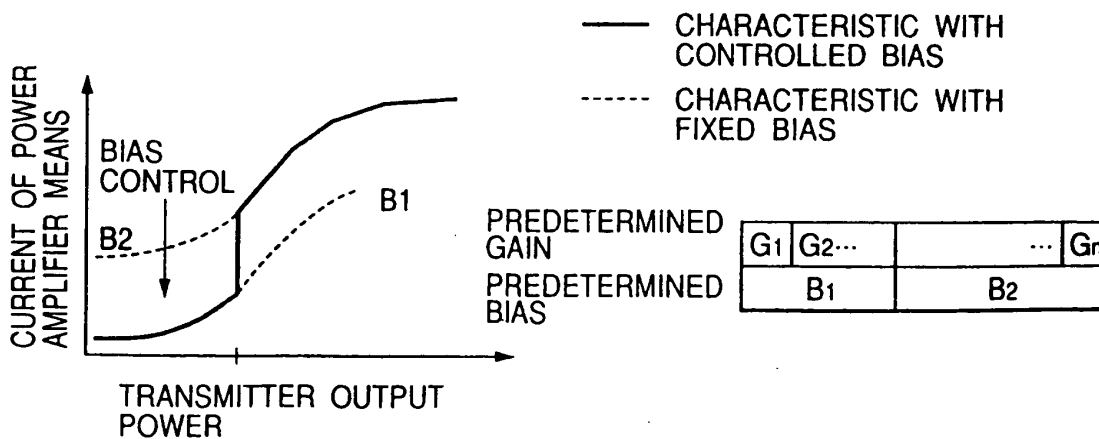 CHARACTERISTIC WITH
CONTROLLED BIAS
CHARACTERISTIC WITH
FIXED BIAS
CURRENT OF POWER
AMPLIFIER MEANS
BIAS
CONTROL
B2
B1
TRANSMITTER OUTPUT
POWER
PREDETERMINED
GAIN
G1 G2... ... Gn
PREDETERMINED
BIAS
B1 B2